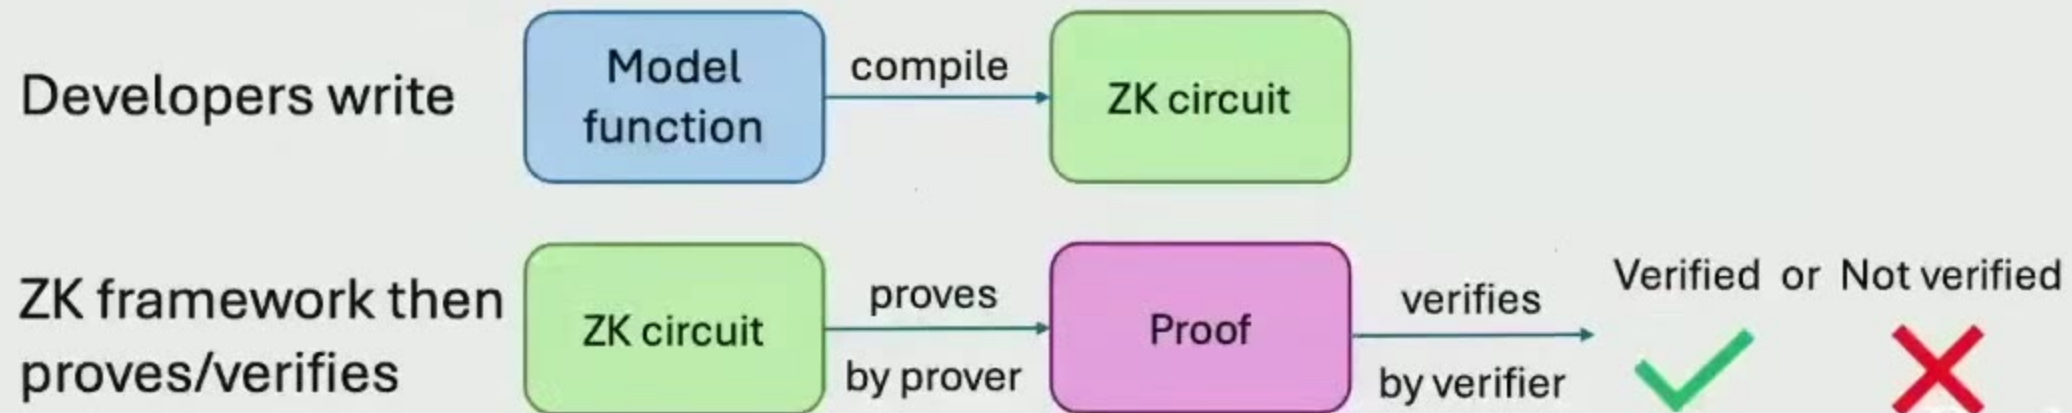 Developers write
Model
function
compile
ZK circuit
ZK framework then
proves/verifies
ZK circuit
proves
by prover
Proof
verifies
by verifier
Verified or Not verified